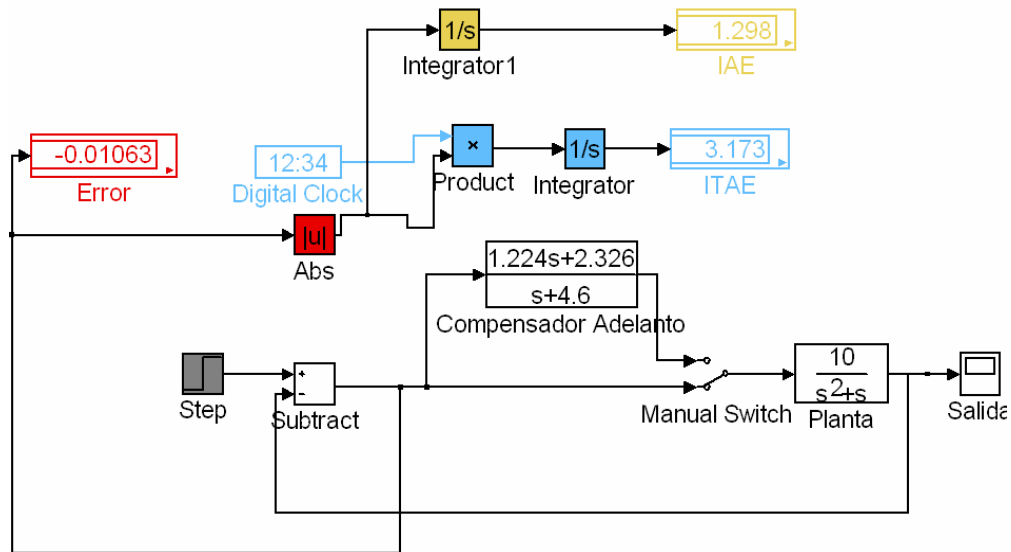 1/s
Integrator1
1.298
IAE
-0.01063
Error
12:34
Digital Clock
×
Product
1/s
Integrator
3.173
ITAE
|u|
Abs
1.224s+2.326
s+4.6
Compensador Adelanto
Step
+
−
Subtract
Manual Switch
10
s2+s
Planta
Salida